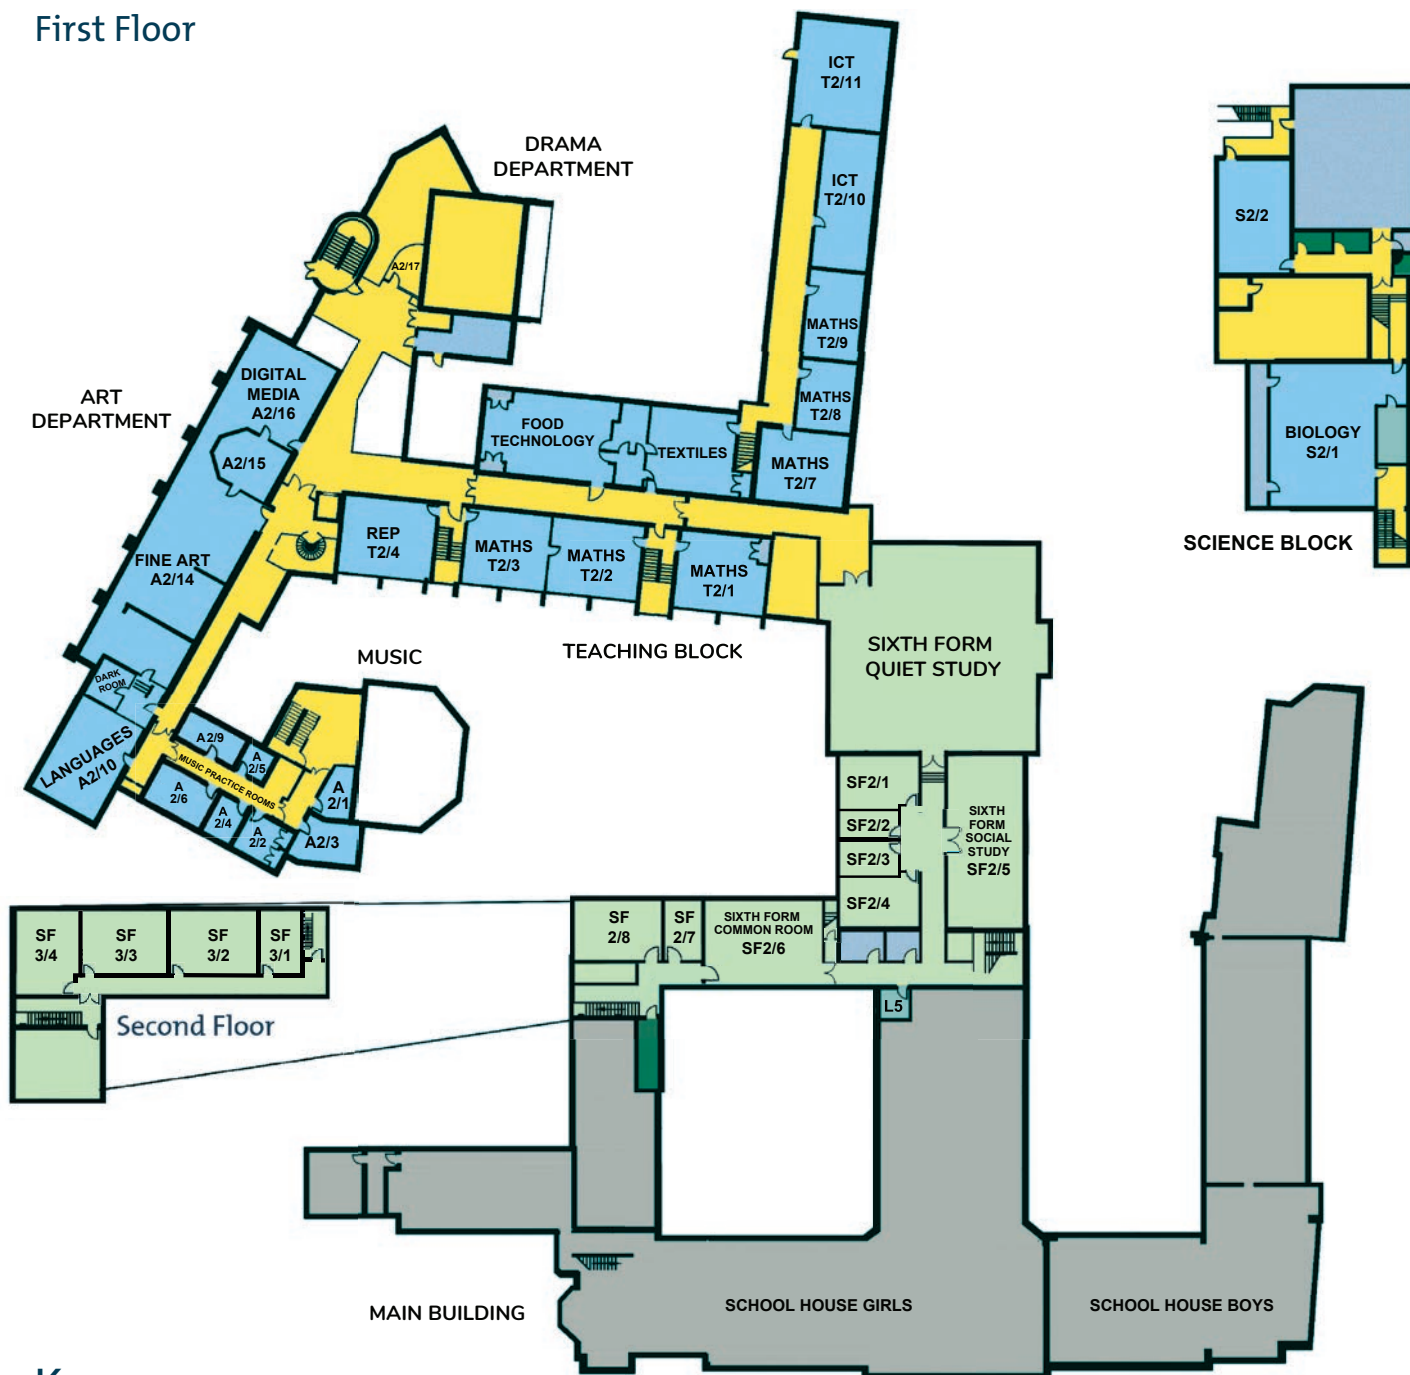 First Floor
ICT
T2/11
DRAMA
DEPARTMENT
ICT
T2/10
S2/2
A2/17
MATHS
T2/9
DIGITAL
MEDIA
A2/16
ART
DEPARTMENT
MATHS
T2/8
FOOD
TECHNOLOGY
TEXTILES
BIOLOGY
S2/1
A2/15
MATHS
T2/7
REP
T2/4
MATHS
T2/3
MATHS
T2/2
MATHS
T2/1
SCIENCE BLOCK
FINE ART
A2/14
TEACHING BLOCK
MUSIC
SIXTH FORM
QUIET STUDY
DARK
ROOM
LANGUAGES
A2/10
A2/9
A
2/5
MUSIC PRACTICE ROOMS
A
2/6
A
2/4
A
2/2
A
2/1
A2/3
SF2/1
SF2/2
SF2/3
SF2/4
SIXTH
FORM
SOCIAL
STUDY
SF2/5
SF
3/4
SF
3/3
SF
3/2
SF
3/1
SF
2/8
SF
2/7
SIXTH FORM
COMMON ROOM
SF2/6
L5
Second Floor
MAIN BUILDING
SCHOOL HOUSE GIRLS
SCHOOL HOUSE BOYS